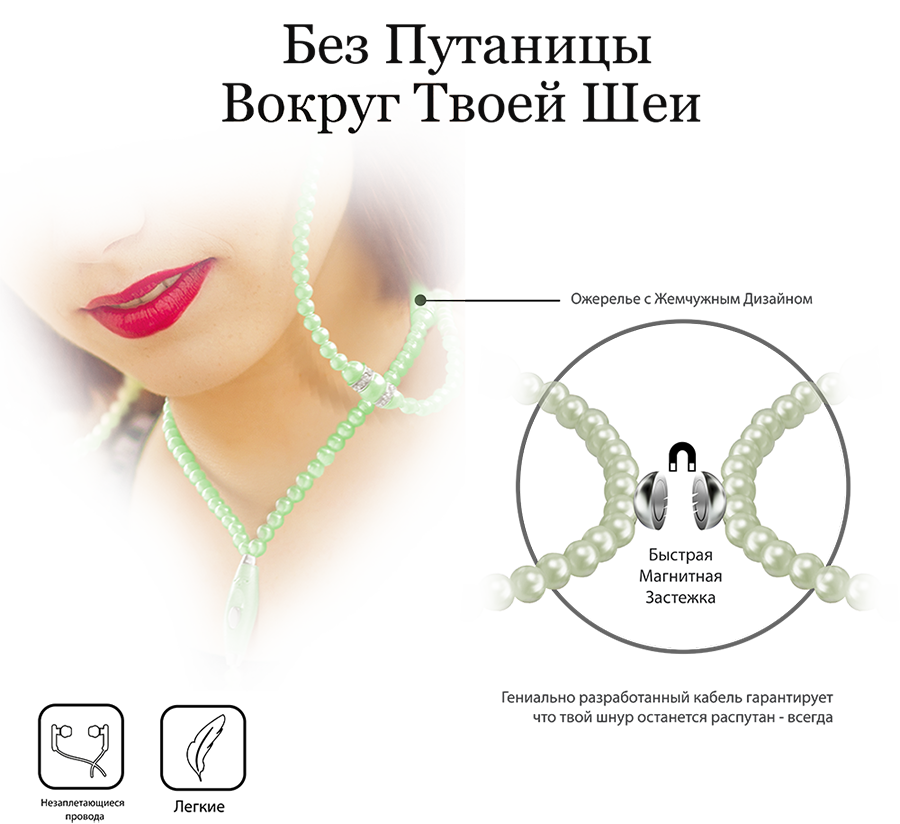 Без Путаницы
Вокруг Твоей Шеи
Ожерелье с Жемчужным Дизайном
Быстрая
Магнитная
Застежка
Гениально разработанный кабель гарантирует
что твой шнур останется распутан - всегда
Незаплетающиеся
провода
Легкие